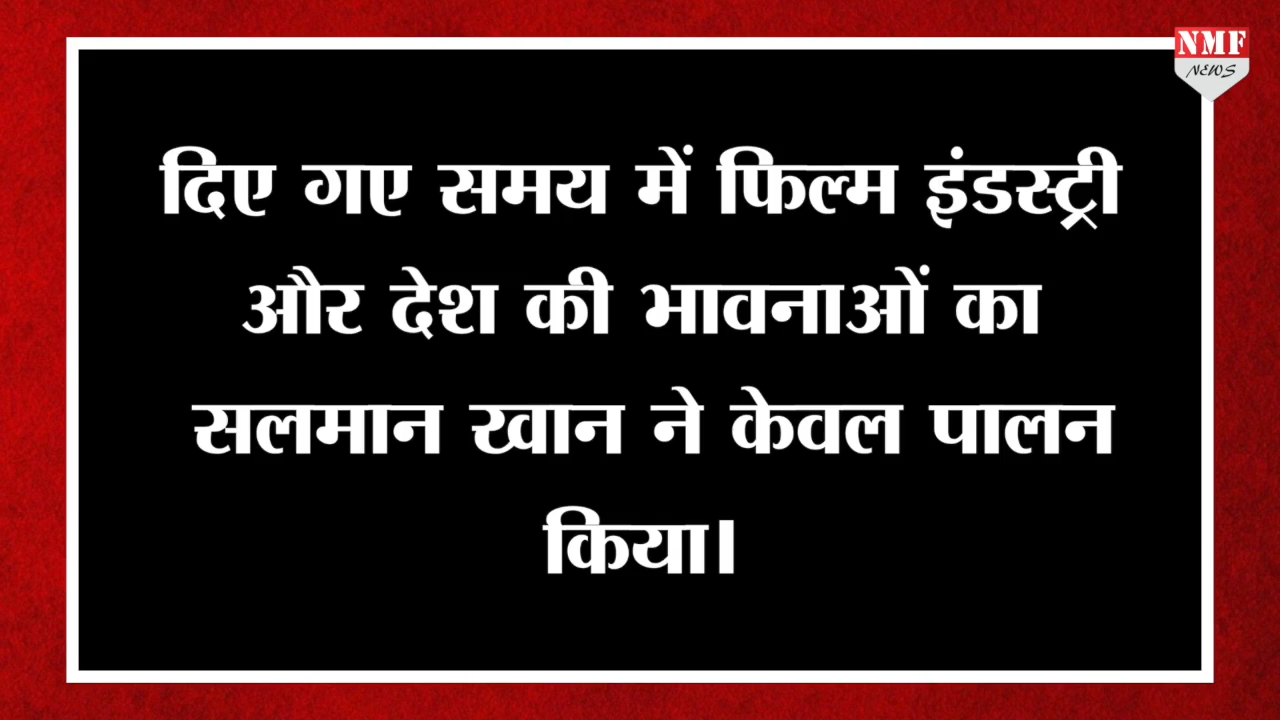 NMF
NEWS
दिए गए समय में फिल्म इंडस्ट्री
और देश की भावनाओं का
सलमान खान ने केवल पालन
किया।